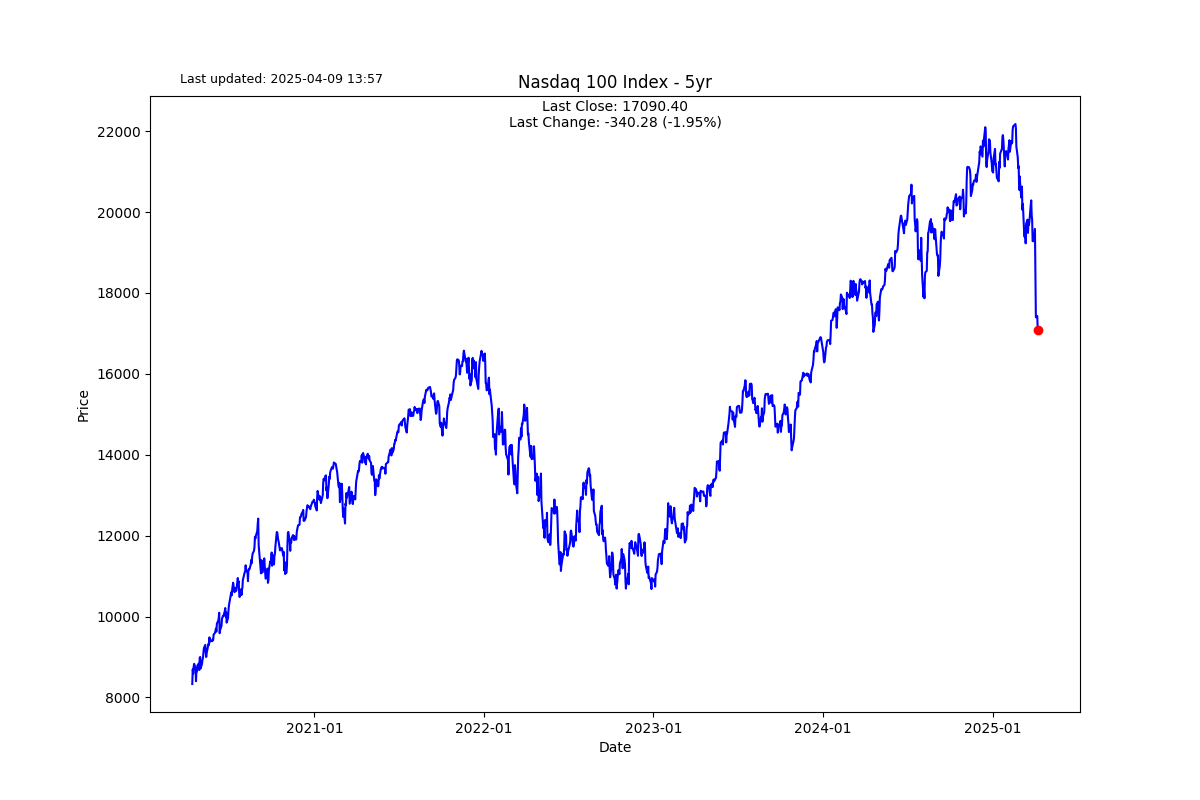 Last updated: 2025-04-09 13:57
Nasdaq 100 Index - 5yr
Last Close: 17090.40
Last Change: -340.28 (-1.95%)
22000
20000
18000
16000
14000
12000
10000
8000
Price
2021-01
2022-01
2023-01
2024-01
2025-01
Date